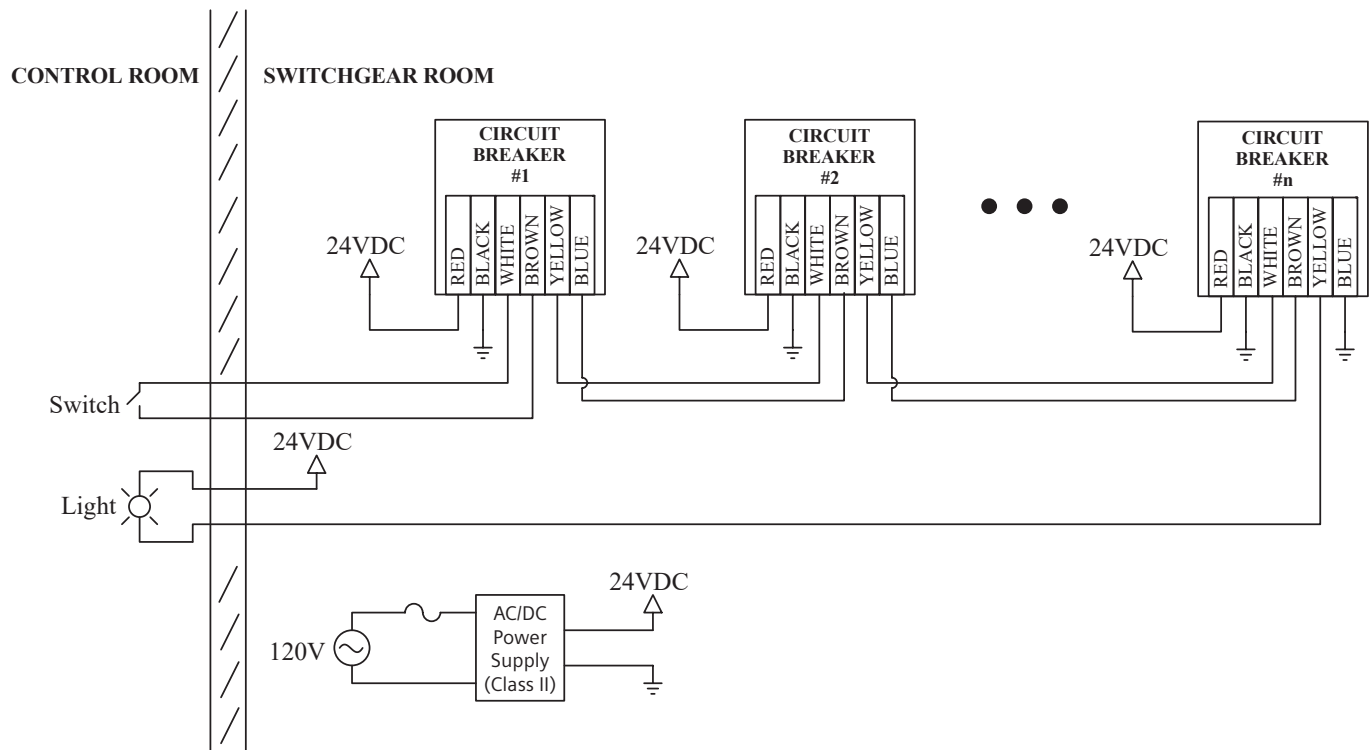 CONTROL ROOM
SWITCHGEAR ROOM
CIRCUIT
BREAKER
#1
RED
BLACK
WHITE
BROWN
YELLOW
BLUE
24VDC
CIRCUIT
BREAKER
#2
RED
BLACK
WHITE
BROWN
YELLOW
BLUE
24VDC
CIRCUIT
BREAKER
#n
RED
BLACK
WHITE
BROWN
YELLOW
BLUE
24VDC
Switch
24VDC
Light
24VDC
120V
AC/DC
Power
Supply
(Class II)